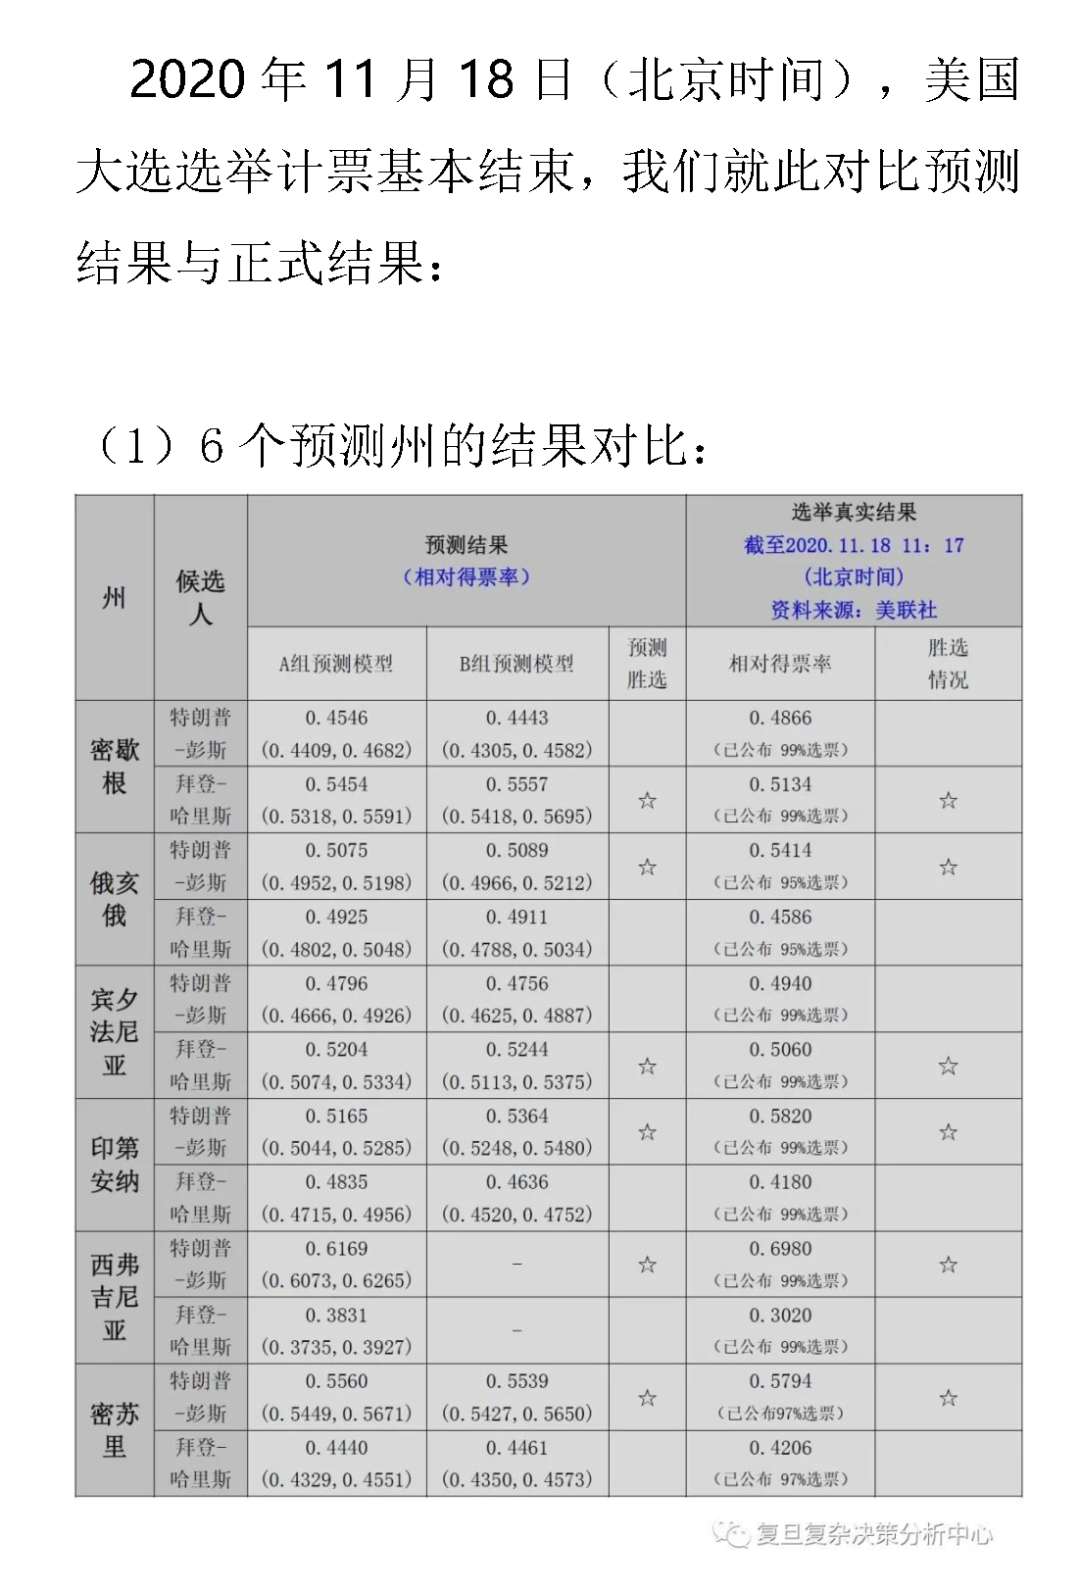 2020 年 11 月 18 日（北京时间），美国
大选选举计票基本结束，我们就此对比预测
结果与正式结果：
（1）6 个预测州的结果对比：
州
候选
人
预测结果
（相对得票率）
选举真实结果
截至2020.11.18 11：17
(北京时间)
资料来源：美联社
A组预测模型
B组预测模型
预测
胜选
相对得票率
胜选
情况
密歇
根
特朗普
-彭斯
0.4546
(0.4409,0.4682)
0.4443
(0.4305,0.4582)
0.4866
（已公布 99%选票）
拜登-
哈里斯
0.5454
(0.5318,0.5591)
0.5557
(0.5418,0.5695)
☆
0.5134
（已公布 99%选票）
☆
俄亥
俄
特朗普
-彭斯
0.5075
(0.4952,0.5198)
0.5089
(0.4966,0.5212)
☆
0.5414
（已公布 95%选票）
☆
拜登-
哈里斯
0.4925
(0.4802,0.5048)
0.4911
(0.4788,0.5034)
0.4586
（已公布 95%选票）
宾夕
法尼
亚
特朗普
-彭斯
0.4796
(0.4666,0.4926)
0.4756
(0.4625,0.4887)
0.4940
（已公布 99%选票）
拜登-
哈里斯
0.5204
(0.5074,0.5334)
0.5244
(0.5113,0.5375)
☆
0.5060
（已公布 99%选票）
☆
印第
安纳
特朗普
-彭斯
0.5165
(0.5044,0.5285)
0.5364
(0.5248,0.5480)
☆
0.5820
（已公布 99%选票）
☆
拜登-
哈里斯
0.4835
(0.4715,0.4956)
0.4636
(0.4520,0.4752)
0.4180
（已公布 99%选票）
西弗
吉尼
亚
特朗普
-彭斯
0.6169
(0.6073,0.6265)
-
☆
0.6980
（已公布 99%选票）
☆
拜登-
哈里斯
0.3831
(0.3735,0.3927)
-
0.3020
（已公布 99%选票）
密苏
里
特朗普
-彭斯
0.5560
(0.5449,0.5671)
0.5539
(0.5427,0.5650)
☆
0.5794
（已公布97%选票）
☆
拜登-
哈里斯
0.4440
(0.4329,0.4551)
0.4461
(0.4350,0.4573)
0.4206
（已公布 97%选票）
复旦复杂决策分析中心